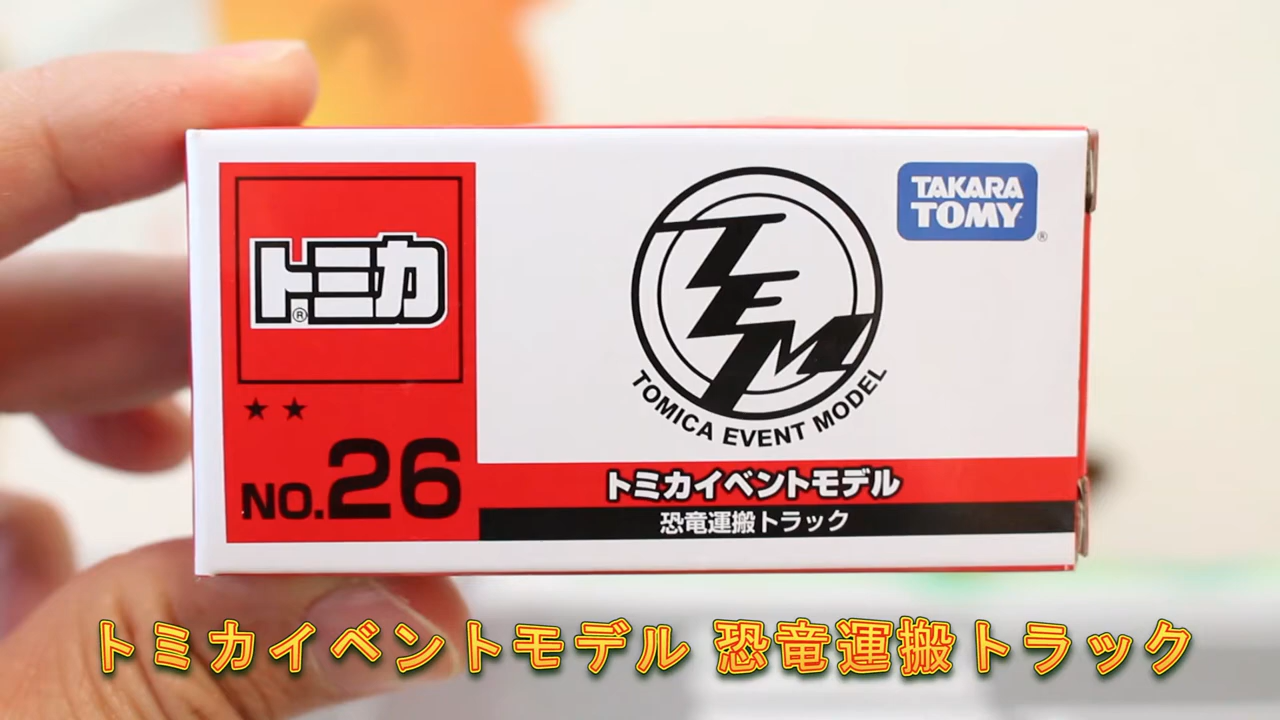 トミカ®
★★
NO.26
TEM
TOMICA EVENT MODEL
TAKARA
TOMY®
トミカイベントモデル
恐竜運搬トラック
トミカイベントモデル 恐竜運搬トラック